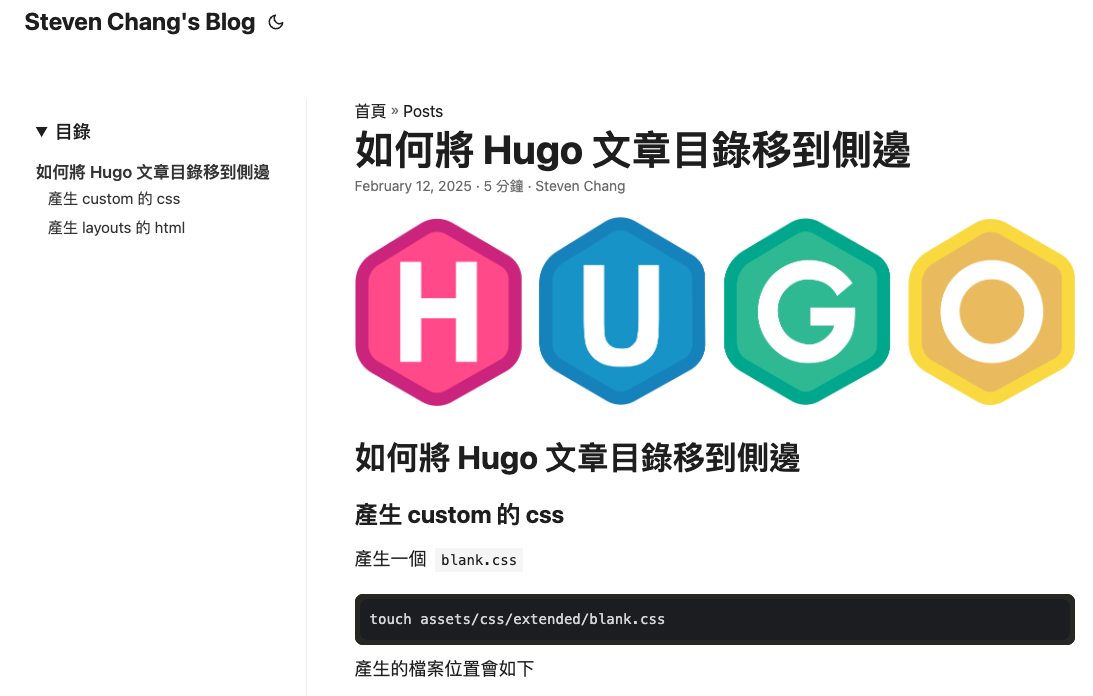 Steven Chang's Blog
目錄
如何將 Hugo 文章目錄移到側邊
產生 custom 的 css
產生 layouts 的 html
首頁 » Posts
如何將 Hugo 文章目錄移到側邊
February 12, 2025 · 5 分鐘 · Steven Chang
HUGO
如何將 Hugo 文章目錄移到側邊
產生 custom 的 css
產生一個 blank.css
touch assets/css/extended/blank.css
產生的檔案位置會如下